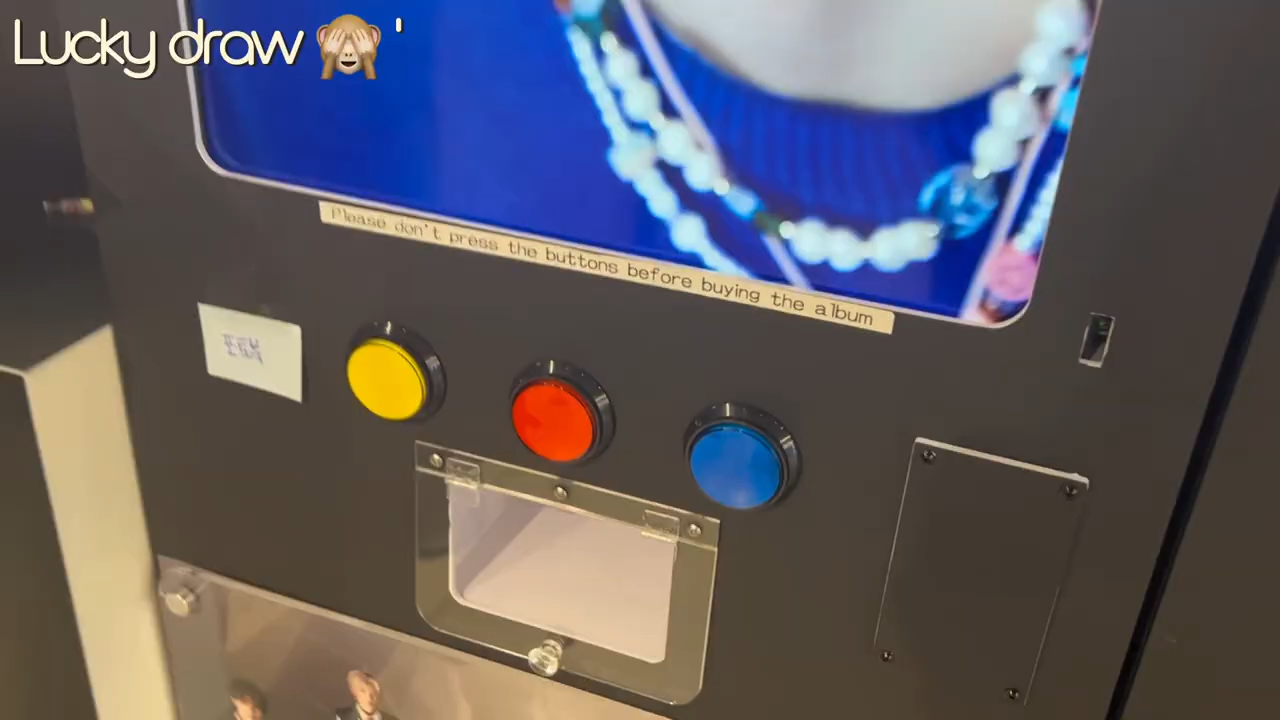 Lucky draw 🙈 '
Please don't press the buttons before buying the album